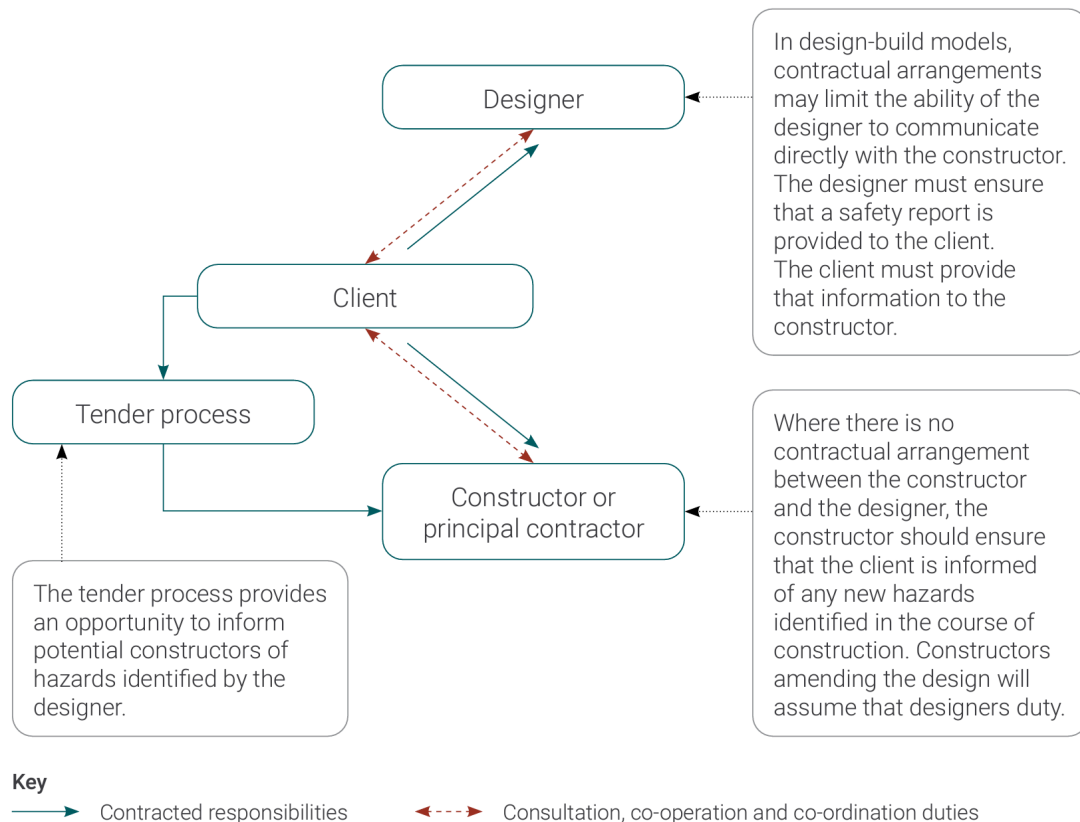 Designer
In design-build models,
contractual arrangements
may limit the ability of the
designer to communicate
directly with the constructor.
The designer must ensure
that a safety report is
provided to the client.
The client must provide
that information to the
constructor.
Client
Tender process
Constructor or
principal contractor
Where there is no
contractual arrangement
between the constructor
and the designer, the
constructor should ensure
that the client is informed
of any new hazards
identified in the course of
construction. Constructors
amending the design will
assume that designers duty.
The tender process provides
an opportunity to inform
potential constructors of
hazards identified by the
designer.
Key
Contracted responsibilities
Consultation, co-operation and co-ordination duties